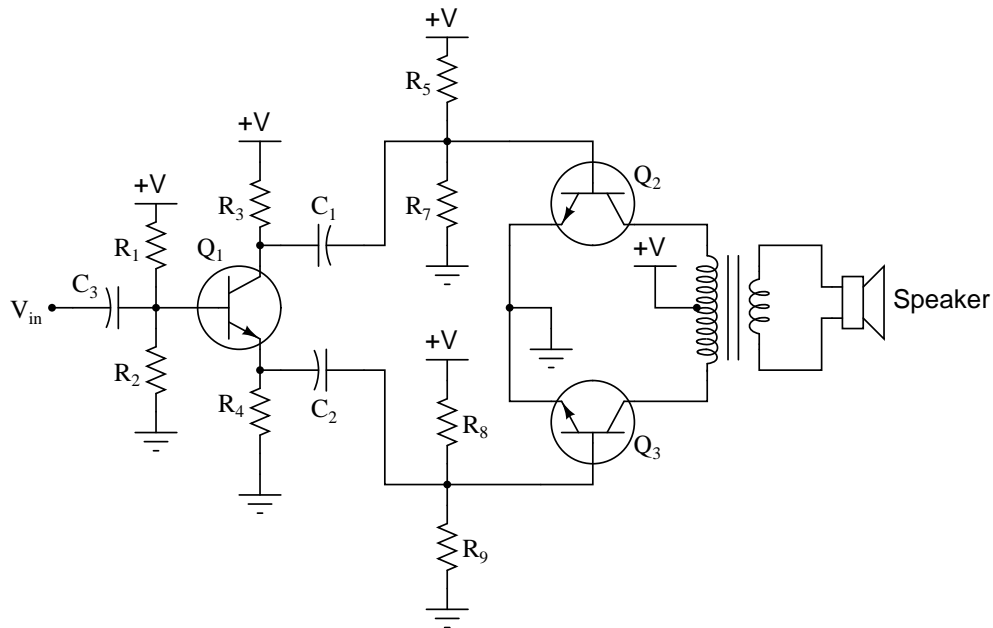 +V
R5
+V
+V
R3
C1
R7
Q2
R1
Q1
+V
C3
Vin
Speaker
R2
+V
R4
C2
R8
Q3
R9